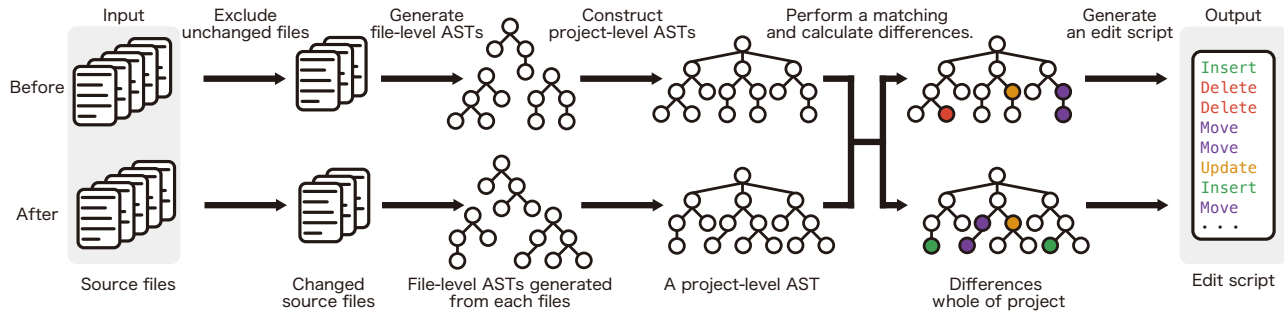 Input
Exclude
unchanged files
Generate
file-level ASTs
Construct
project-level ASTs
Perform a matching
and calculate differences.
Generate
an edit script
Output
Before
After
Insert
Delete
Delete
Move
Move
Update
Insert
Move
. . .
Source files
Changed
source files
File-level ASTs generated
from each files
A project-level AST
Differences
whole of project
Edit script